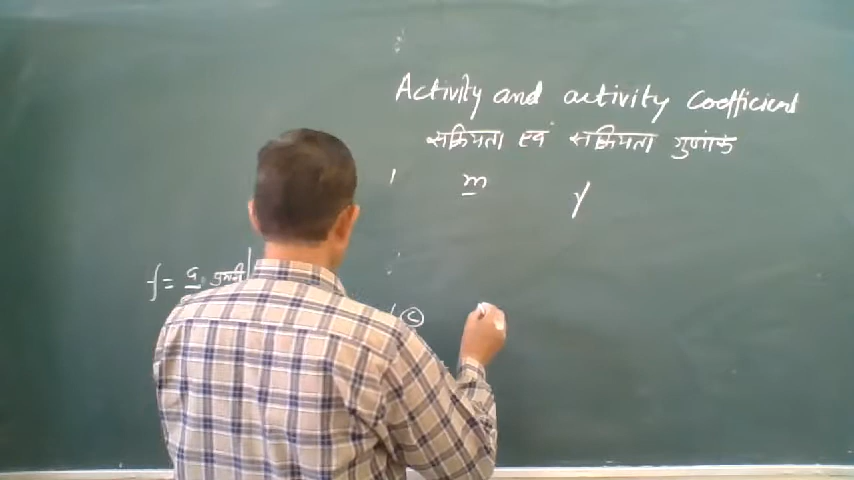 Activity and activity Coefficient
सक्रियता एवं सक्रियता गुणांक
m γ
f = a
C